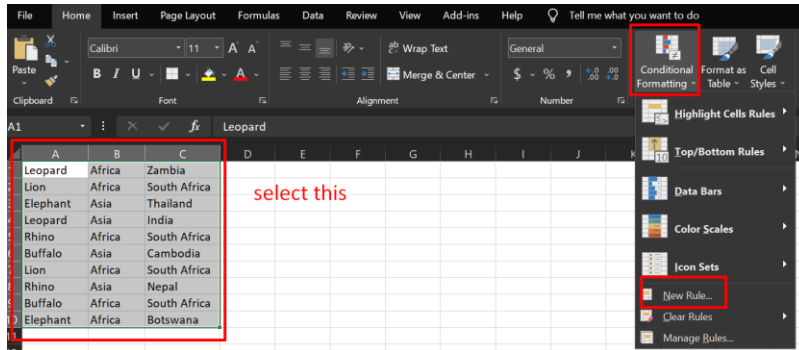 File Home Insert Page Layout Formulas Data Review View Add-ins Help Tell me what you want to do
Calibri 11 A A ab Wrap Text General
Paste B I U A Merge & Center $ % , Conditional Formatting Format as Table Cell Styles
Clipboard Font Alignment Number
A1 fx Leopard
Highlight Cells Rules
Top/Bottom Rules
Data Bars
Color Scales
Icon Sets
New Rule...
Clear Rules
Manage Rules...
A B C D E F G H I J K
Leopard Africa Zambia
Lion Africa South Africa
Elephant Asia Thailand
Leopard Asia India
Rhino Africa South Africa
Buffalo Asia Cambodia
Lion Africa South Africa
Rhino Asia Nepal
Buffalo Africa South Africa
Elephant Africa Botswana
select this